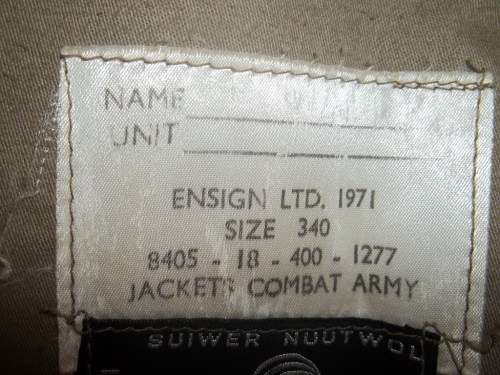 NAME
UNIT
ENSIGN LTD. 1971
SIZE 340
8405 - 18 - 400 - 1277
JACKETS COMBAT ARMY
SUIWER NUUTWOL